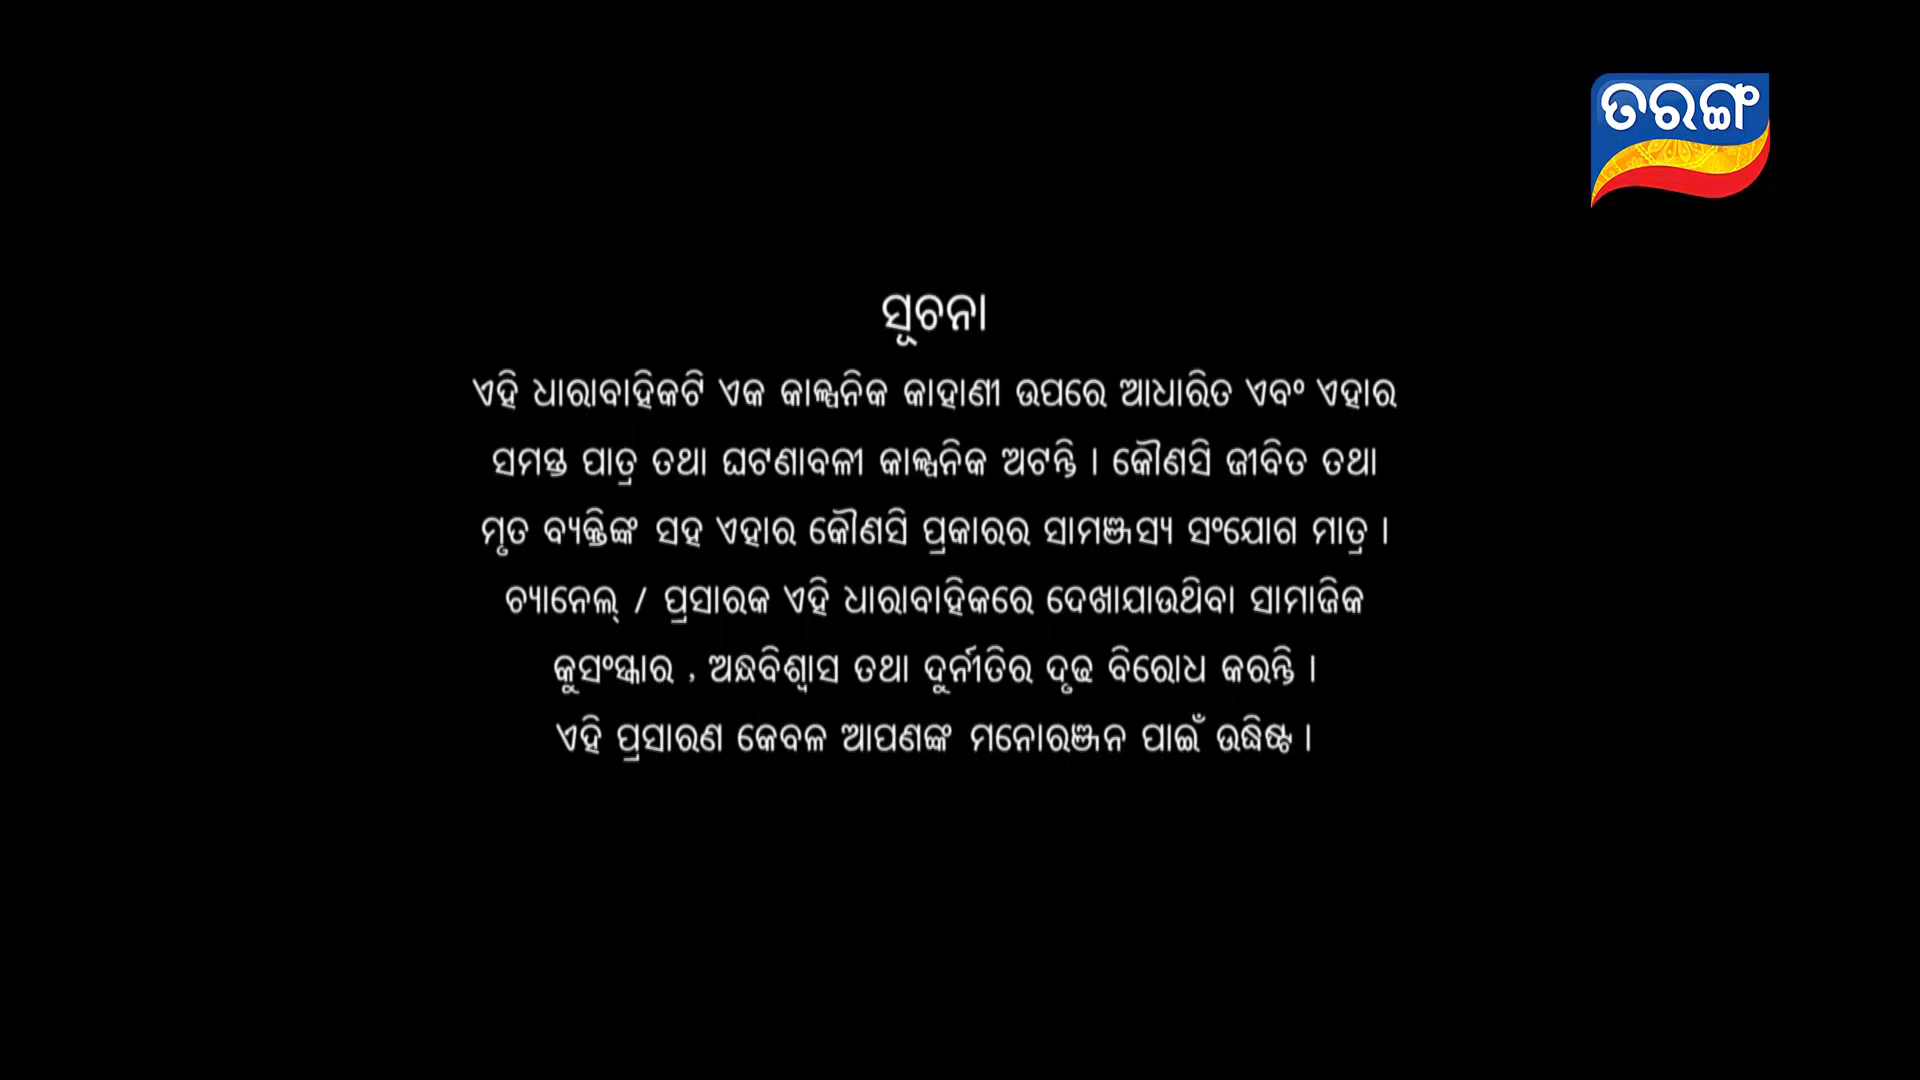 ତରଙ୍ଗ
ସୂଚନା
ଏହି ଧାରାବାହିକଟି ଏକ କାଳ୍ପନିକ କାହାଣୀ ଉପରେ ଆଧାରିତ ଏବଂ ଏହାର
ସମସ୍ତ ପାତ୍ର ତଥା ଘଟଣାବଳୀ କାଳ୍ପନିକ ଅଟନ୍ତି । କୌଣସି ଜୀବିତ ତଥା
ମୃତ ବ୍ୟକ୍ତିଙ୍କ ସହ ଏହାର କୌଣସି ପ୍ରକାରର ସାମଞ୍ଜସ୍ୟ ସଂଯୋଗ ମାତ୍ର ।
ଚ୍ୟାନେଲ୍ / ପ୍ରସାରକ ଏହି ଧାରାବାହିକରେ ଦେଖାଯାଉଥିବା ସାମାଜିକ
କୁସଂସ୍କାର , ଅନ୍ଧବିଶ୍ୱାସ ତଥା ଦୁର୍ନୀତିର ଦୃଢ ବିରୋଧ କରନ୍ତି ।
ଏହି ପ୍ରସାରଣ କେବଳ ଆପଣଙ୍କ ମନୋରଞ୍ଜନ ପାଇଁ ଉଦ୍ଧିଷ୍ଟ ।